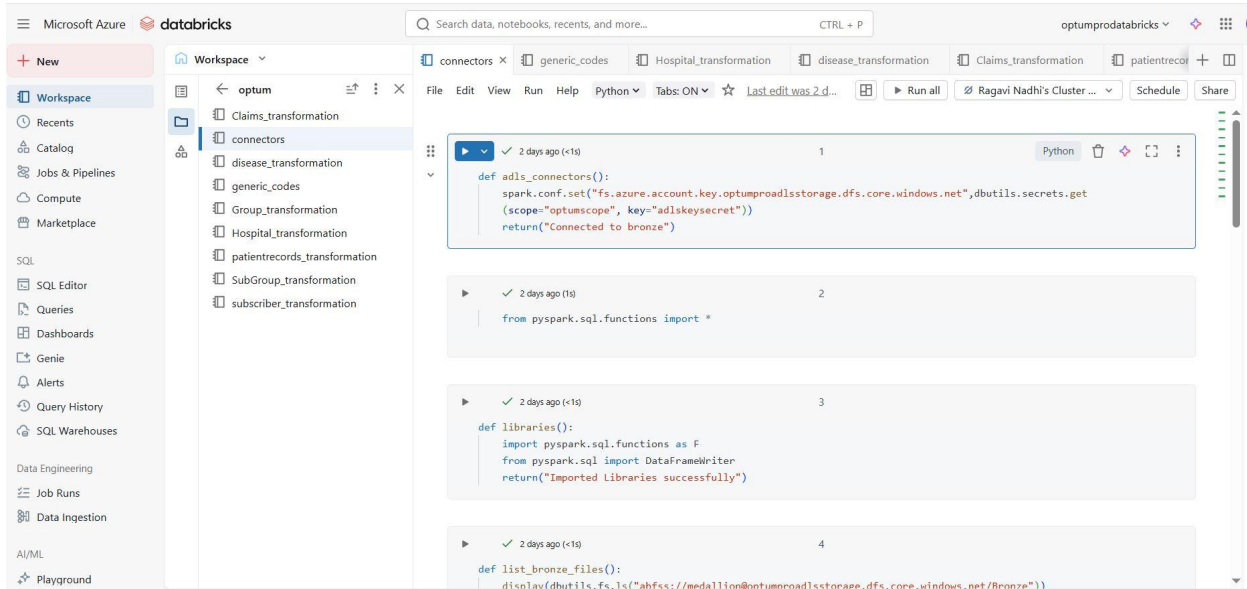 Microsoft Azure databricks
Search data, notebooks, recents, and more... CTRL + P
optumprodatabricks
New
Workspace
Recents
Catalog
Jobs & Pipelines
Compute
Marketplace
SQL
SQL Editor
Queries
Dashboards
Genie
Alerts
Query History
SQL Warehouses
Data Engineering
Job Runs
Data Ingestion
AI/ML
Playground
Workspace
optum
Claims_transformation
connectors
disease_transformation
generic_codes
Group_transformation
Hospital_transformation
patientrecords_transformation
SubGroup_transformation
subscriber_transformation
connectors generic_codes Hospital_transformation disease_transformation Claims_transformation patientrecor
File Edit View Run Help Python Tabs: ON Last edit was 2 d... Run all Ragavi Nadhi's Cluster ... Schedule Share
2 days ago (<1s) 1 Python
def adls_connectors():
spark.conf.set("fs.azure.account.key.optumproadlsstorage.dfs.core.windows.net",dbutils.secrets.get
(scope="optumscope", key="adlskeysecret"))
return("Connected to bronze")
2 days ago (1s) 2
from pyspark.sql.functions import *
2 days ago (<1s) 3
def libraries():
import pyspark.sql.functions as F
from pyspark.sql import DataFrameWriter
return("Imported Libraries successfully")
2 days ago (<1s) 4
def list_bronze_files():
display(dbutils.fs.ls("abfss://medallion@optumproadlsstorage.dfs.core.windows.net/Bronze"))